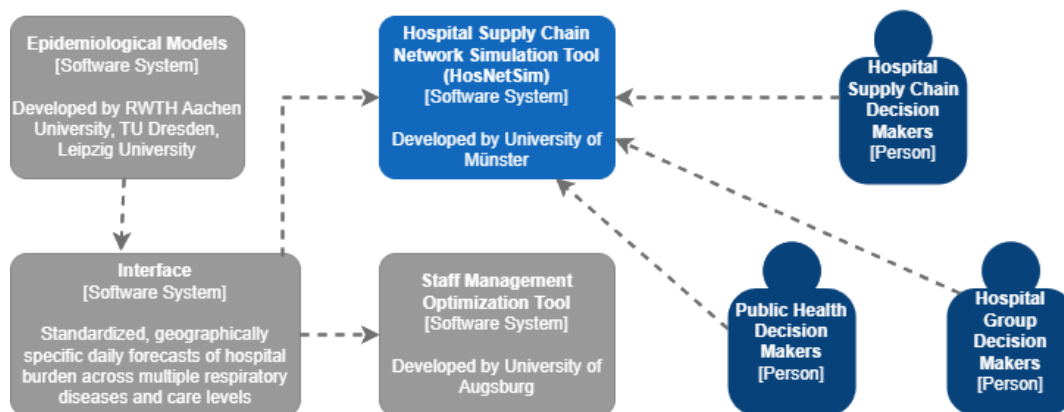 Epidemiological Models
[Software System]
Developed by RWTH Aachen
University, TU Dresden,
Leipzig University
Hospital Supply Chain
Network Simulation Tool
(HosNetSim)
[Software System]
Developed by University of
Münster
Hospital
Supply Chain
Decision
Makers
[Person]
Interface
[Software System]
Standardized, geographically
specific daily forecasts of hospital
burden across multiple respiratory
diseases and care levels
Staff Management
Optimization Tool
[Software System]
Developed by University of
Augsburg
Public Health
Decision
Makers
[Person]
Hospital
Group
Decision
Makers
[Person]